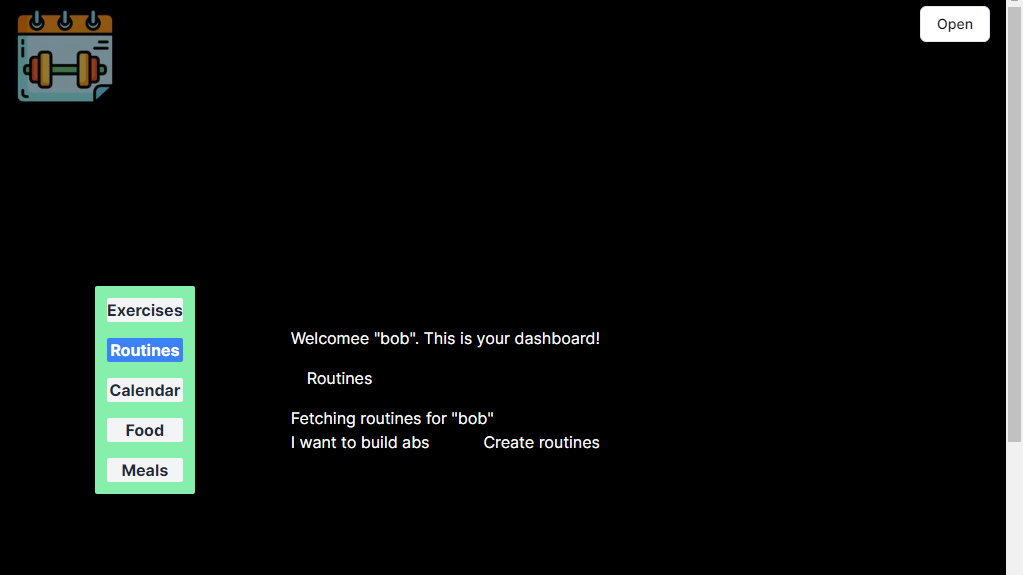 Open
Exercises
Routines
Calendar
Food
Meals
Welcomee "bob". This is your dashboard!
Routines
Fetching routines for "bob"
I want to build abs Create routines